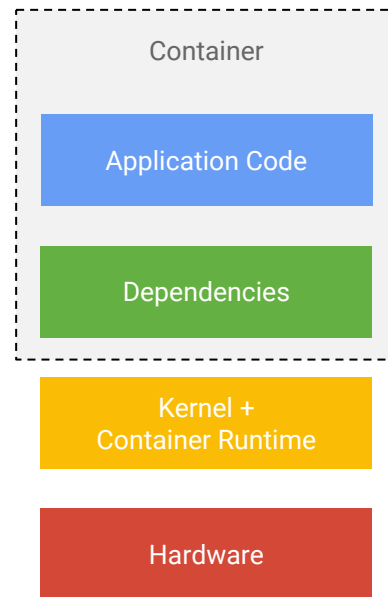 Container
Application Code
Dependencies
Kernel +
Container Runtime
Hardware